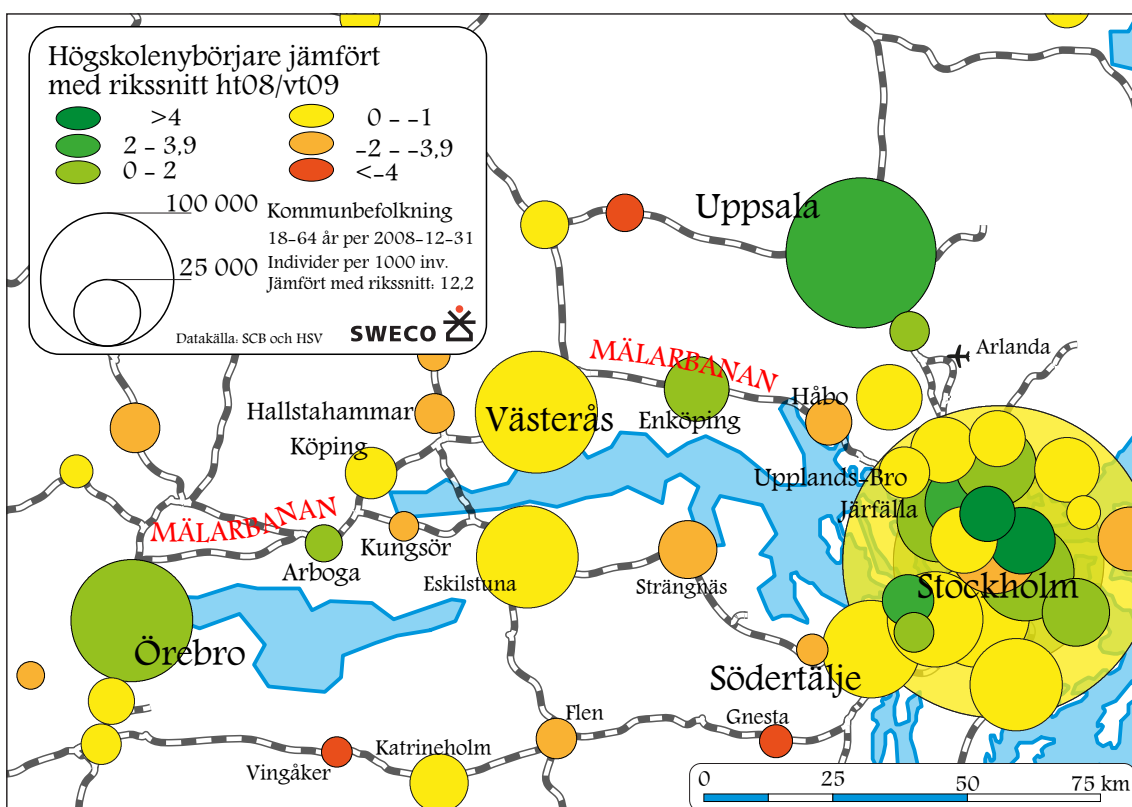 Högskolenybörjare jämfört
med rikssnitt ht08/vt09
>4
2 - 3,9
0 - 2
0 - -1
-2 - -3,9
<-4
100 000
25 000
Kommunbefolkning
18-64 år per 2008-12-31
Individer per 1000 inv.
Jämfört med rikssnitt: 12,2
Datakälla: SCB och HSV
SWECO
Uppsala
Arlanda
MÄLARBANAN
Hallstahammar
Västerås
Enköping
Håbo
Köping
Upplands-Bro
Järfälla
MÄLARBANAN
Kungsör
Arboga
Eskilstuna
Strängnäs
Stockholm
Örebro
Södertälje
Flen
Gnesta
Katrineholm
Vingåker
0 25 50 75 km